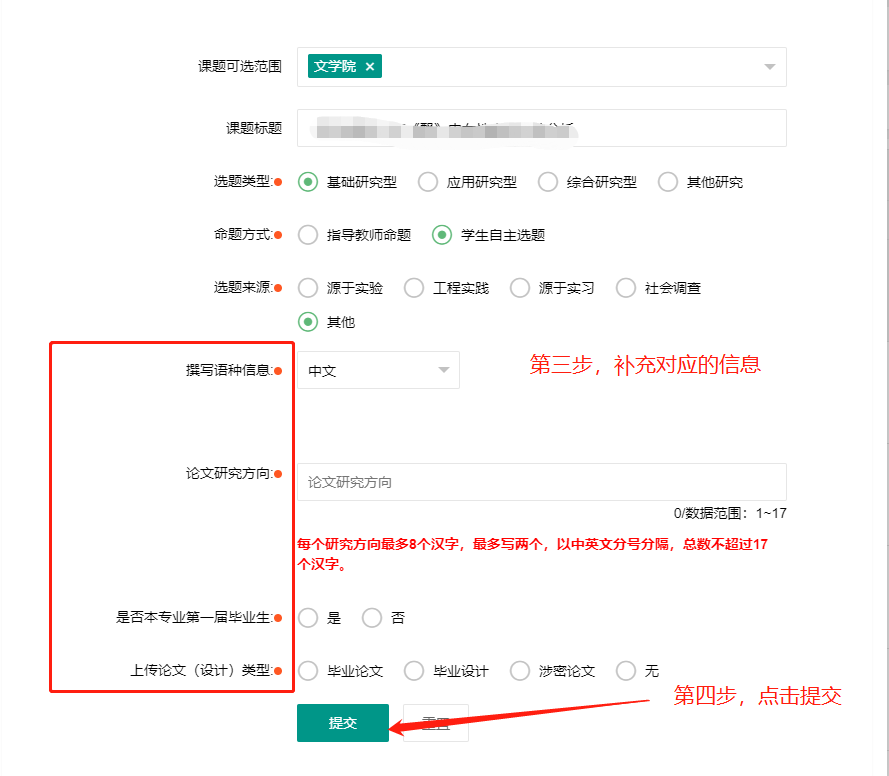 课题可选范围 文学院 ×
课题标题
选题类型: 基础研究型 应用研究型 综合研究型 其他研究
命题方式: 指导教师命题 学生自主选题
选题来源: 源于实验 工程实践 源于实习 社会调查
其他
撰写语种信息: 中文 第三步，补充对应的信息
论文研究方向: 论文研究方向
0/数据范围：1~17
每个研究方向最多8个汉字，最多写两个，以中英文分号分隔，总数不超过17
个汉字。
是否本专业第一届毕业生: 是 否
上传论文（设计）类型: 毕业论文 毕业设计 涉密论文 无
第四步，点击提交
提交 重置